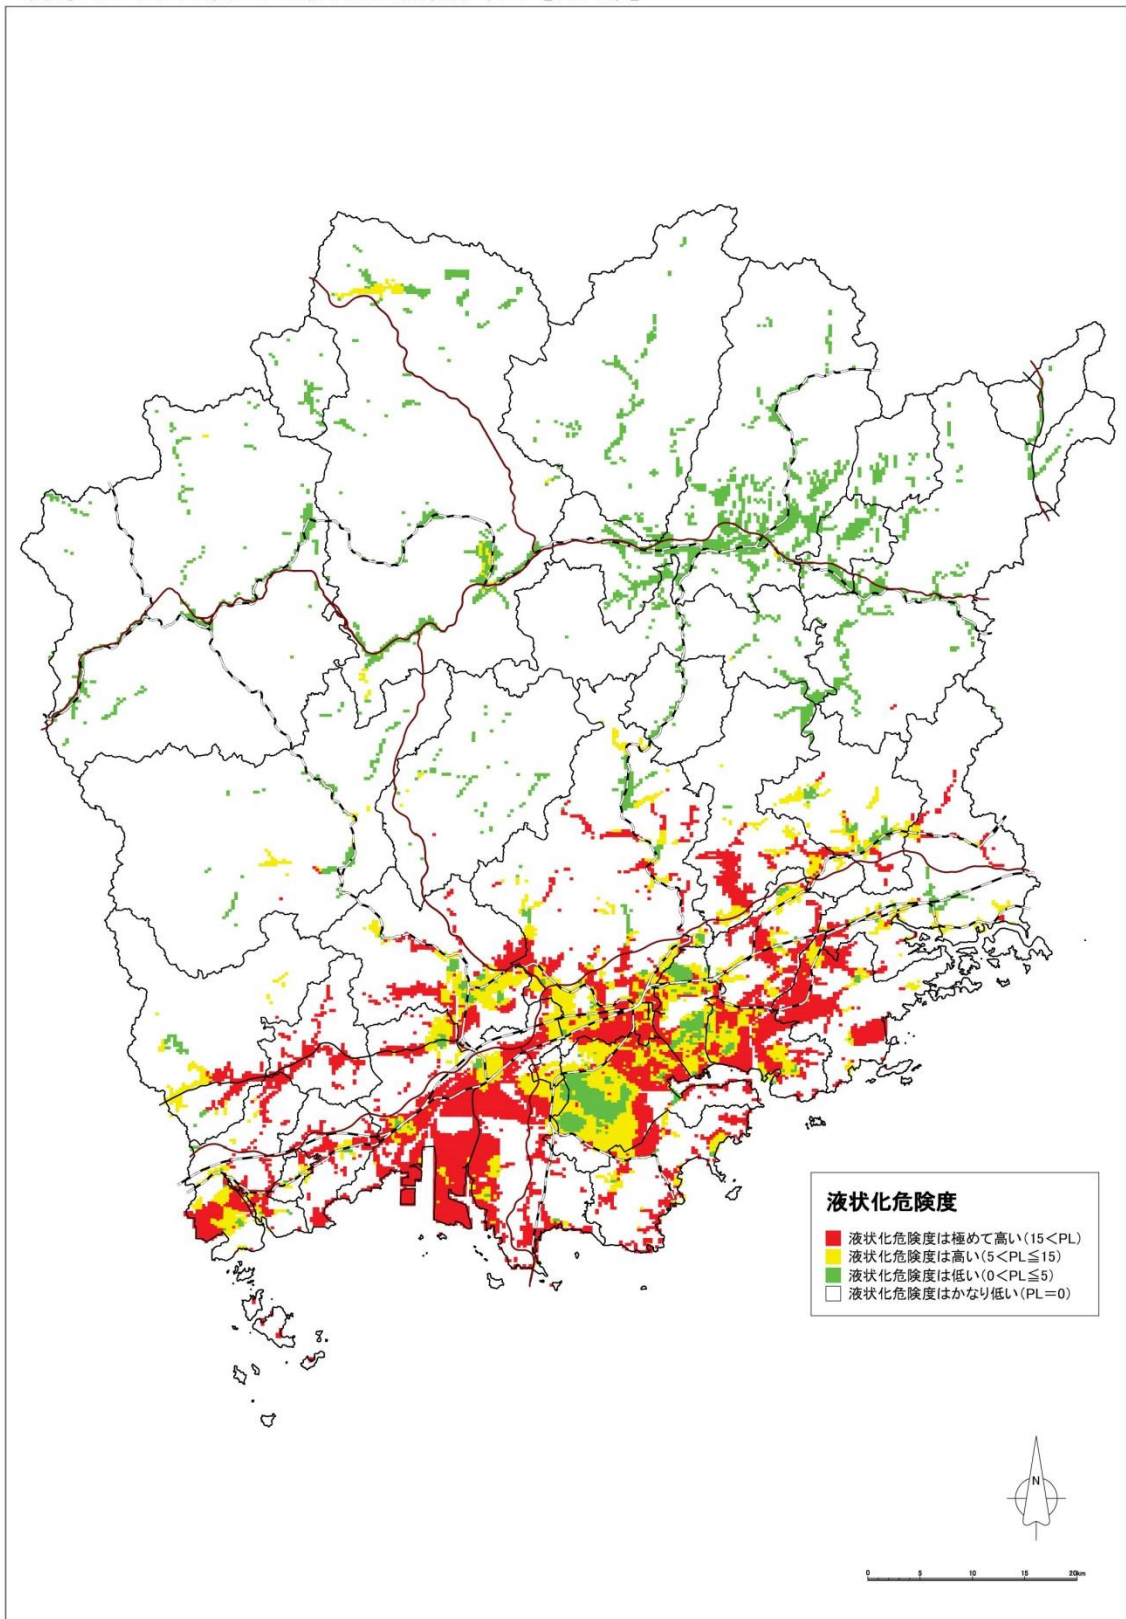 液状化危険度
液状化危険度は極めて高い(15<PL)
液状化危険度は高い(5<PL≦15)
液状化危険度は低い(0<PL≦5)
液状化危険度はかなり低い(PL=0)
N
0 5 10 15 20km